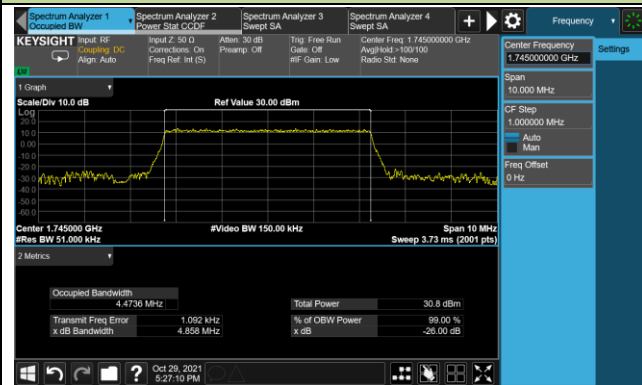 Spectrum Analyzer 1
Occupied BW
Spectrum Analyzer 2
Power Stat CCDF
Spectrum Analyzer 3
Swept SA
Spectrum Analyzer 4
Swept SA
Frequency
KEYSIGHT
Input: RF
Coupling: DC
Align: Auto
Input Z: 50 Ω
Corrections: On
Freq Ref: Int (S)
Atten: 30 dB
Preamp: Off
Trig: Free Run
Gate: Off
#IF Gain: Low
Center Freq: 1.745000000 GHz
Avg|Hold:>100/100
Radio Std: None
Center Frequency
1.745000000 GHz
Settings
Span
10.000 MHz
CF Step
1.000000 MHz
Auto
Man
Freq Offset
0 Hz
1 Graph
Scale/Div 10.0 dB
Ref Value 30.00 dBm
Log
20.0
10.0
0.00
-10.0
-20.0
-30.0
-40.0
-50.0
-60.0
Center 1.745000 GHz
#Video BW 150.00 kHz
Span 10 MHz
#Res BW 51.000 kHz
Sweep 3.73 ms (2001 pts)
2 Metrics
Occupied Bandwidth
4.4736 MHz
Total Power
30.8 dBm
Transmit Freq Error
1.092 kHz
% of OBW Power
99.00 %
x dB Bandwidth
4.858 MHz
x dB
-26.00 dB
Oct 29, 2021
5:27:10 PM